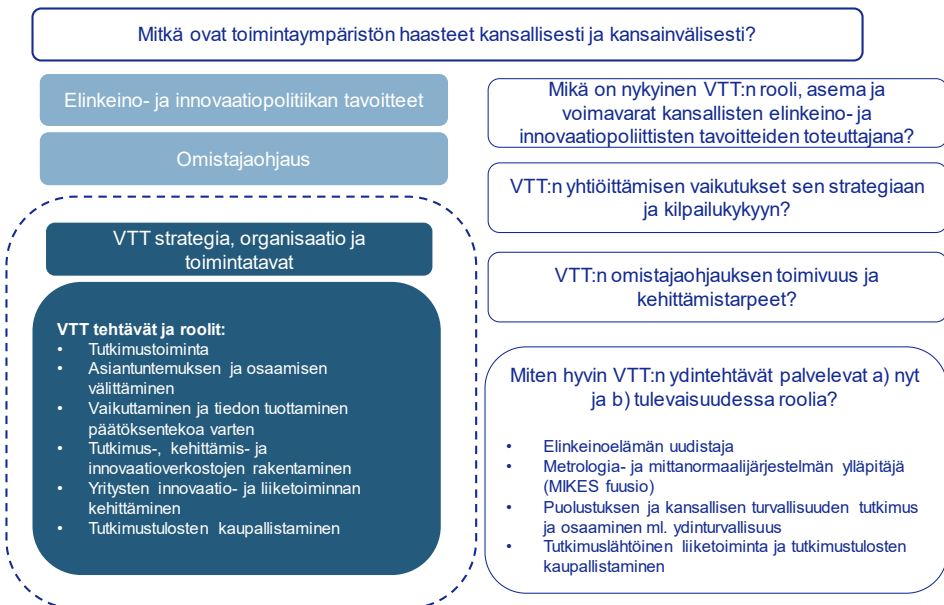 Mitkä ovat toimintaympäristön haasteet kansallisesti ja kansainvälisesti?
Elinkeino- ja innovaatiopolitiikan tavoitteet
Omistajaohjaus
VTT strategia, organisaatio ja
toimintatavat
VTT tehtävät ja roolit:
• Tutkimustoiminta
• Asiantuntemuksen ja osaamisen
välittäminen
• Vaikuttaminen ja tiedon tuottaminen
päätöksentekoa varten
• Tutkimus-, kehittämis- ja
innovaatioverkostojen rakentaminen
• Yritysten innovaatio- ja liiketoiminnan
kehittäminen
• Tutkimustulosten kaupallistaminen
Mikä on nykyinen VTT:n rooli, asema ja
voimavarat kansallisten elinkeino- ja
innovaatiopoliittisten tavoitteiden toteuttajana?
VTT:n yhtiöittämisen vaikutukset sen strategiaan
ja kilpailukykyyn?
VTT:n omistajaohjauksen toimivuus ja
kehittämistarpeet?
Miten hyvin VTT:n ydintehtävät palvelevat a) nyt
ja b) tulevaisuudessa roolia?
• Elinkeinoelämän uudistaja
• Metrologia- ja mittanormaalijärjestelmän ylläpitäjä
(MIKES fuusio)
• Puolustuksen ja kansallisen turvallisuuden tutkimus
ja osaaminen ml. ydinturvallisuus
• Tutkimuslähtöinen liiketoiminta ja tutkimustulosten
kaupallistaminen